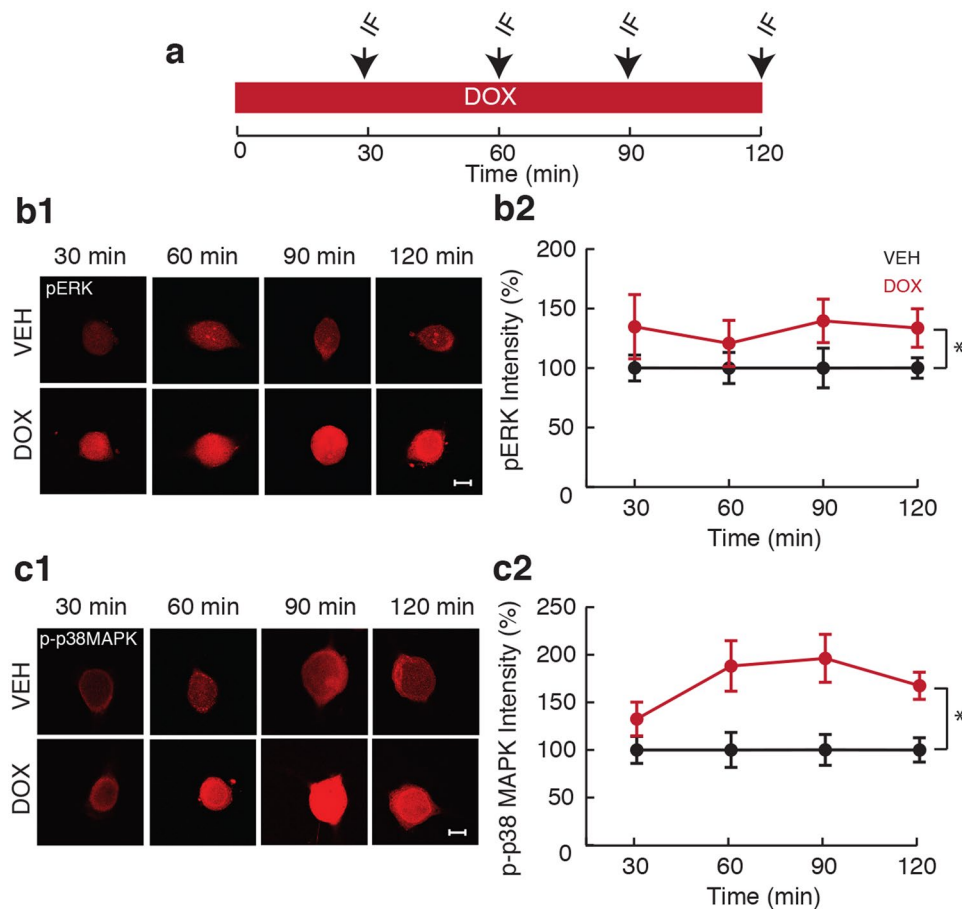 a
IF IF IF IF
DOX
0 30 60 90 120
Time (min)
b1
30 min 60 min 90 min 120 min
pERK
VEH
DOX
b2
200
150
100
50
0
pERK Intensity (%)
VEH
DOX
*
30 60 90 120
Time (min)
c1
30 min 60 min 90 min 120 min
p-p38MAPK
VEH
DOX
c2
250
200
150
100
50
0
p-p38 MAPK Intensity (%)
*
30 60 90 120
Time (min)